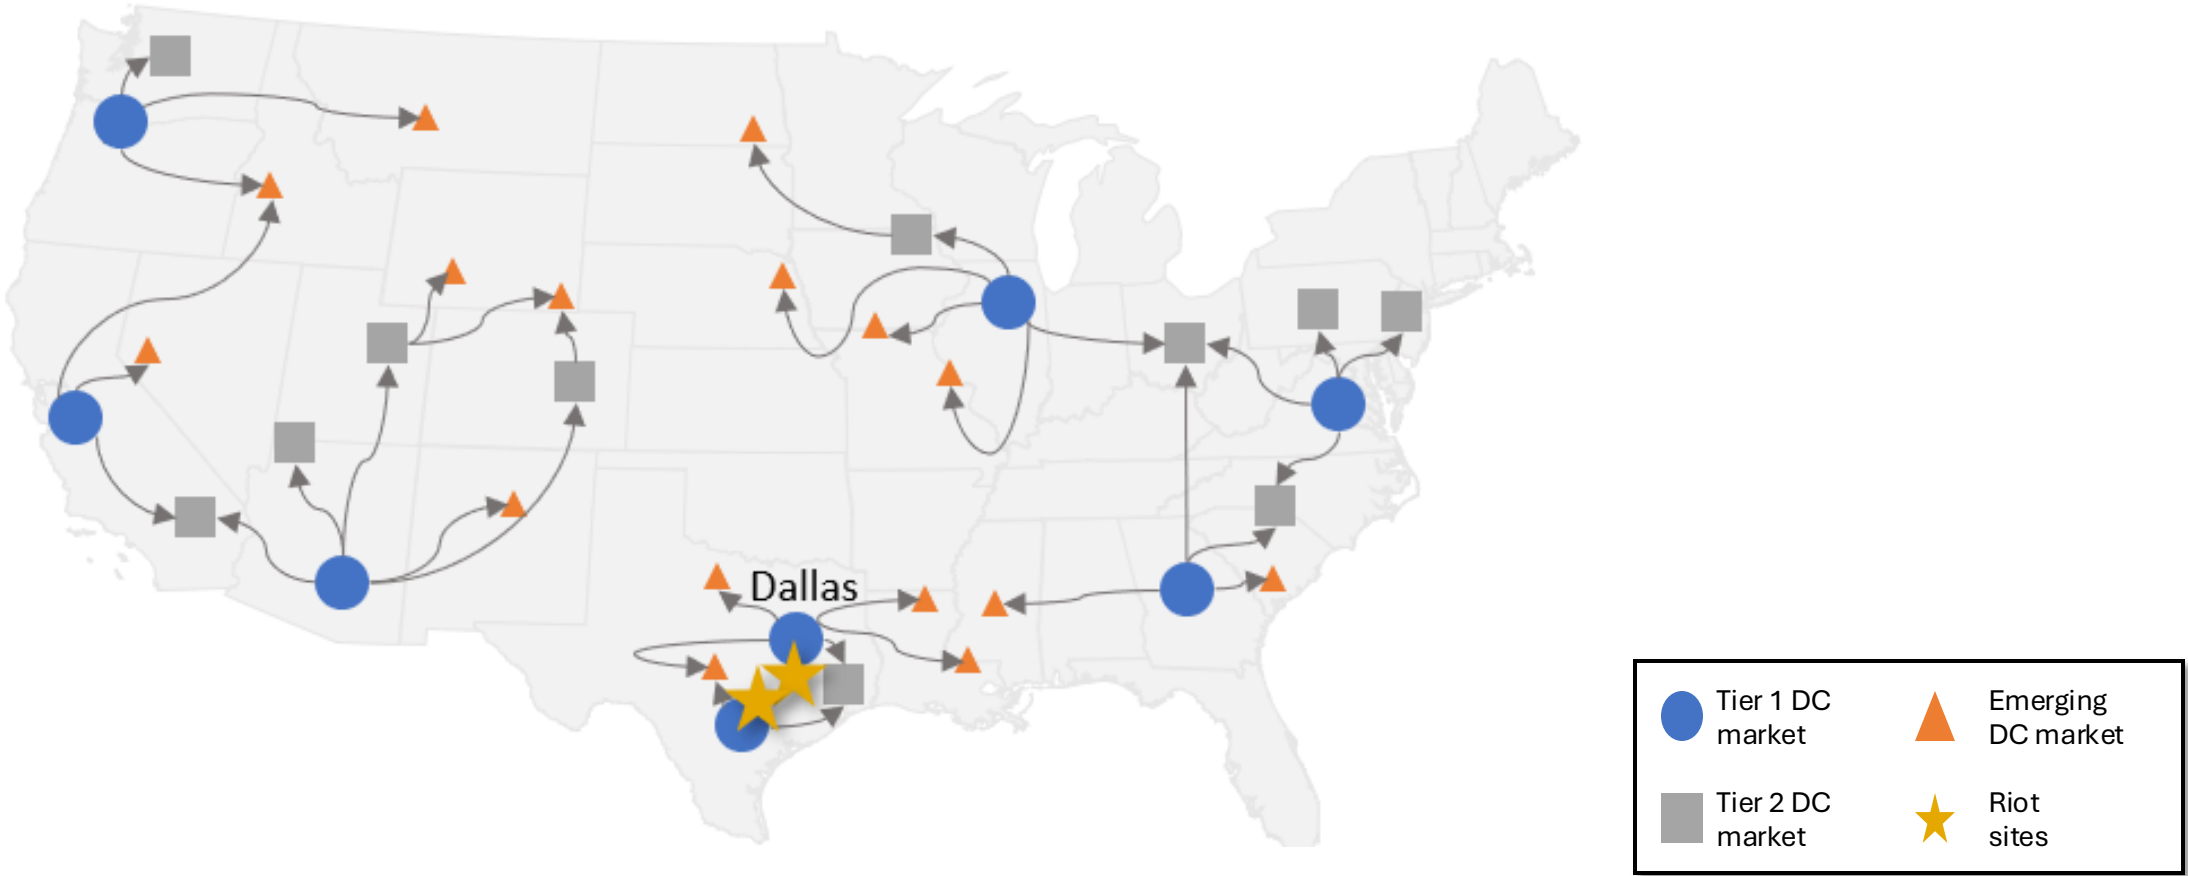 Dallas
Tier 1 DC
market
Emerging
DC market
Tier 2 DC
market
Riot
sites